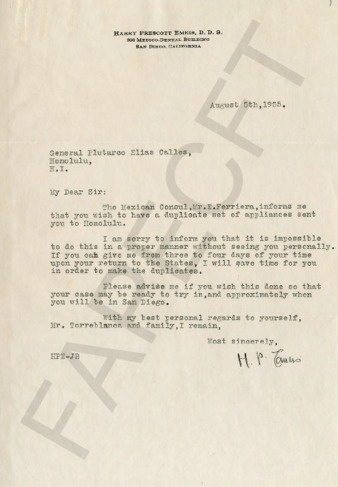 HARRY PRESCOTT EMKIS, D. D. S.
500 MEDICO-DENTAL BUILDING
SAN DIEGO, CALIFORNIA
August 5th,1935.
General Plutarco Elias Calles,
Honolulu,
H.I.
My Dear Sir:
The Mexican Consul,Mr.E.Ferriera,informs me
that you wish to have a duplicate set of appliances sent
you to Honolulu.
I am sorry to inform you that it is impossible
to do this in a proper manner without seeing you personally.
If you can give me from three to four days of your time
upon your return to the States, I will save time for you
in order to make the duplicates.
Please advise me if you wish this done so that
your case may be ready to try in,and approximately when
you will be in San Diego.
With my best personal regards to yourself,
Mr. Torreblanca and family,I remain,
Most sincerely,
HPE-JB
H. P. Emkis
FAPECFT